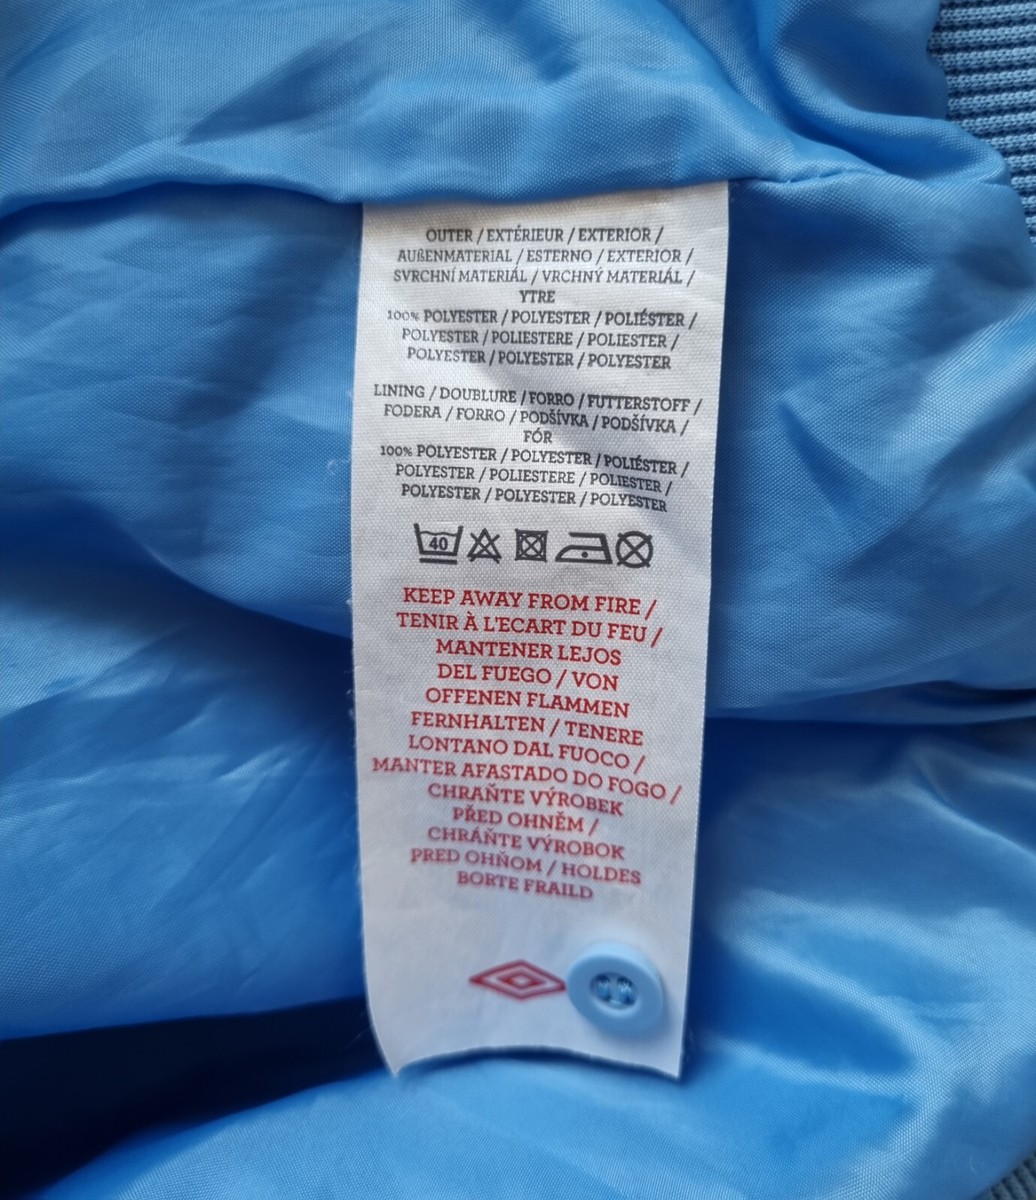 OUTER / EXTÉRIEUR / EXTERIOR /
AUßENMATERIAL / ESTERNO / EXTERIOR /
SVRCHNÍ MATERIÁL / VRCHNÝ MATERIÁL /
YTRE
100% POLYESTER / POLYESTER / POLIÉSTER /
POLYESTER / POLIESTERE / POLIESTER /
POLYESTER / POLYESTER / POLYESTER
LINING / DOUBLURE / FORRO / FUTTERSTOFF /
FODERA / FORRO / PODŠÍVKA / PODŠÍVKA /
FÓR
100% POLYESTER / POLYESTER / POLIÉSTER /
POLYESTER / POLIESTERE / POLIESTER /
POLYESTER / POLYESTER / POLYESTER
40
KEEP AWAY FROM FIRE /
TENIR À L'ECART DU FEU /
MANTENER LEJOS
DEL FUEGO / VON
OFFENEN FLAMMEN
FERNHALTEN / TENERE
LONTANO DAL FUOCO /
MANTER AFASTADO DO FOGO /
CHRAŇTE VÝROBEK
PŘED OHNĚM /
CHRÁŇTE VÝROBOK
PRED OHŇOM / HOLDES
BORTE FRAILD